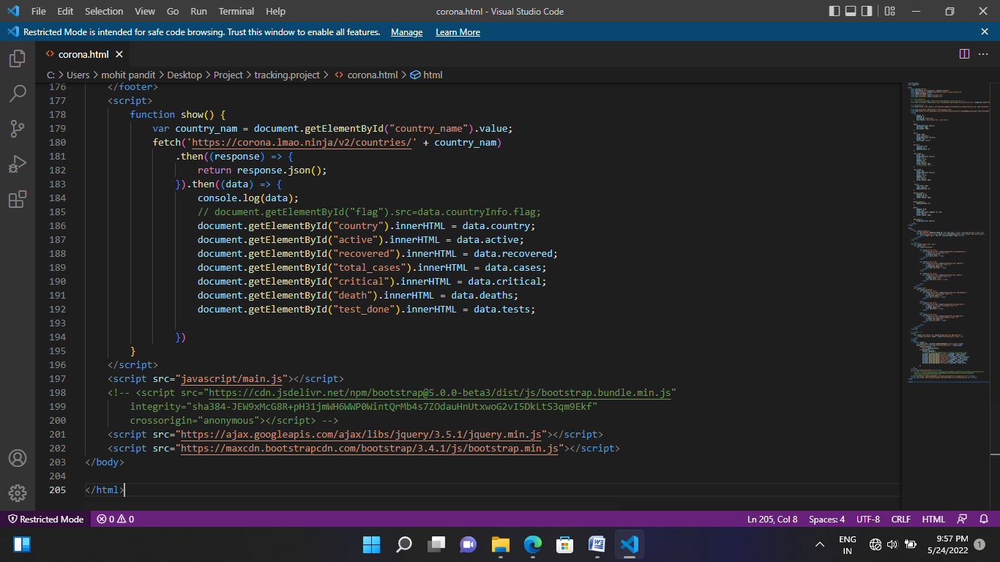 File Edit Selection View Go Run Terminal Help corona.html - Visual Studio Code
Restricted Mode is intended for safe code browsing. Trust this window to enable all features. Manage Learn More
corona.html
C: > Users > mohit pandit > Desktop > Project > tracking.project > corona.html > html
176 </footer>
177 <script>
178 function show() {
179 var country_nam = document.getElementById("country_name").value;
180 fetch('https://corona.lmao.ninja/v2/countries/' + country_nam)
181 .then((response) => {
182 return response.json();
183 }).then((data) => {
184 console.log(data);
185 // document.getElementById("flag").src=data.countryInfo.flag;
186 document.getElementById("country").innerHTML = data.country;
187 document.getElementById("active").innerHTML = data.active;
188 document.getElementById("recovered").innerHTML = data.recovered;
189 document.getElementById("total_cases").innerHTML = data.cases;
190 document.getElementById("critical").innerHTML = data.critical;
191 document.getElementById("death").innerHTML = data.deaths;
192 document.getElementById("test_done").innerHTML = data.tests;
193
194 })
195 }
196 </script>
197 <script src="javascript/main.js"></script>
198 <!-- <script src="https://cdn.jsdelivr.net/npm/bootstrap@5.0.0-beta3/dist/js/bootstrap.bundle.min.js"
199 integrity="sha384-JEW9xMcG8R+pH31jmWH6WWP0WintQrMb4s7ZOdauHnUtxwoG2vI5DkLtS3qm9Ekf"
200 crossorigin="anonymous"></script> -->
201 <script src="https://ajax.googleapis.com/ajax/libs/jquery/3.5.1/jquery.min.js"></script>
202 <script src="https://maxcdn.bootstrapcdn.com/bootstrap/3.4.1/js/bootstrap.min.js"></script>
203 </body>
204
205 </html>
Restricted Mode 0 0 Ln 205, Col 8 Spaces: 4 UTF-8 CRLF HTML
ENG
IN
9:57 PM
5/24/2022
1